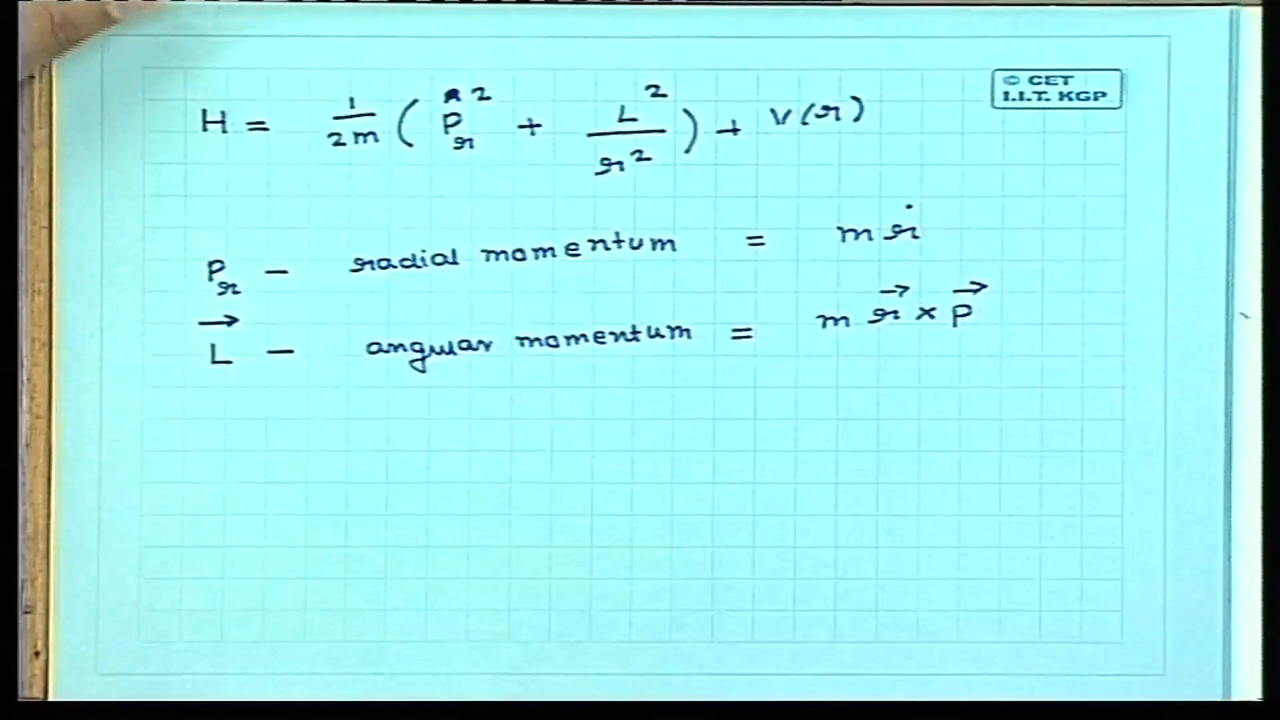 © CET
I.I.T. KGP
H = 1/2m ( P_r^2 + L^2/r^2 ) + V(r)
P_r – radial momentum = m ṙ
L⃗ – angular momentum = m r⃗ × P⃗